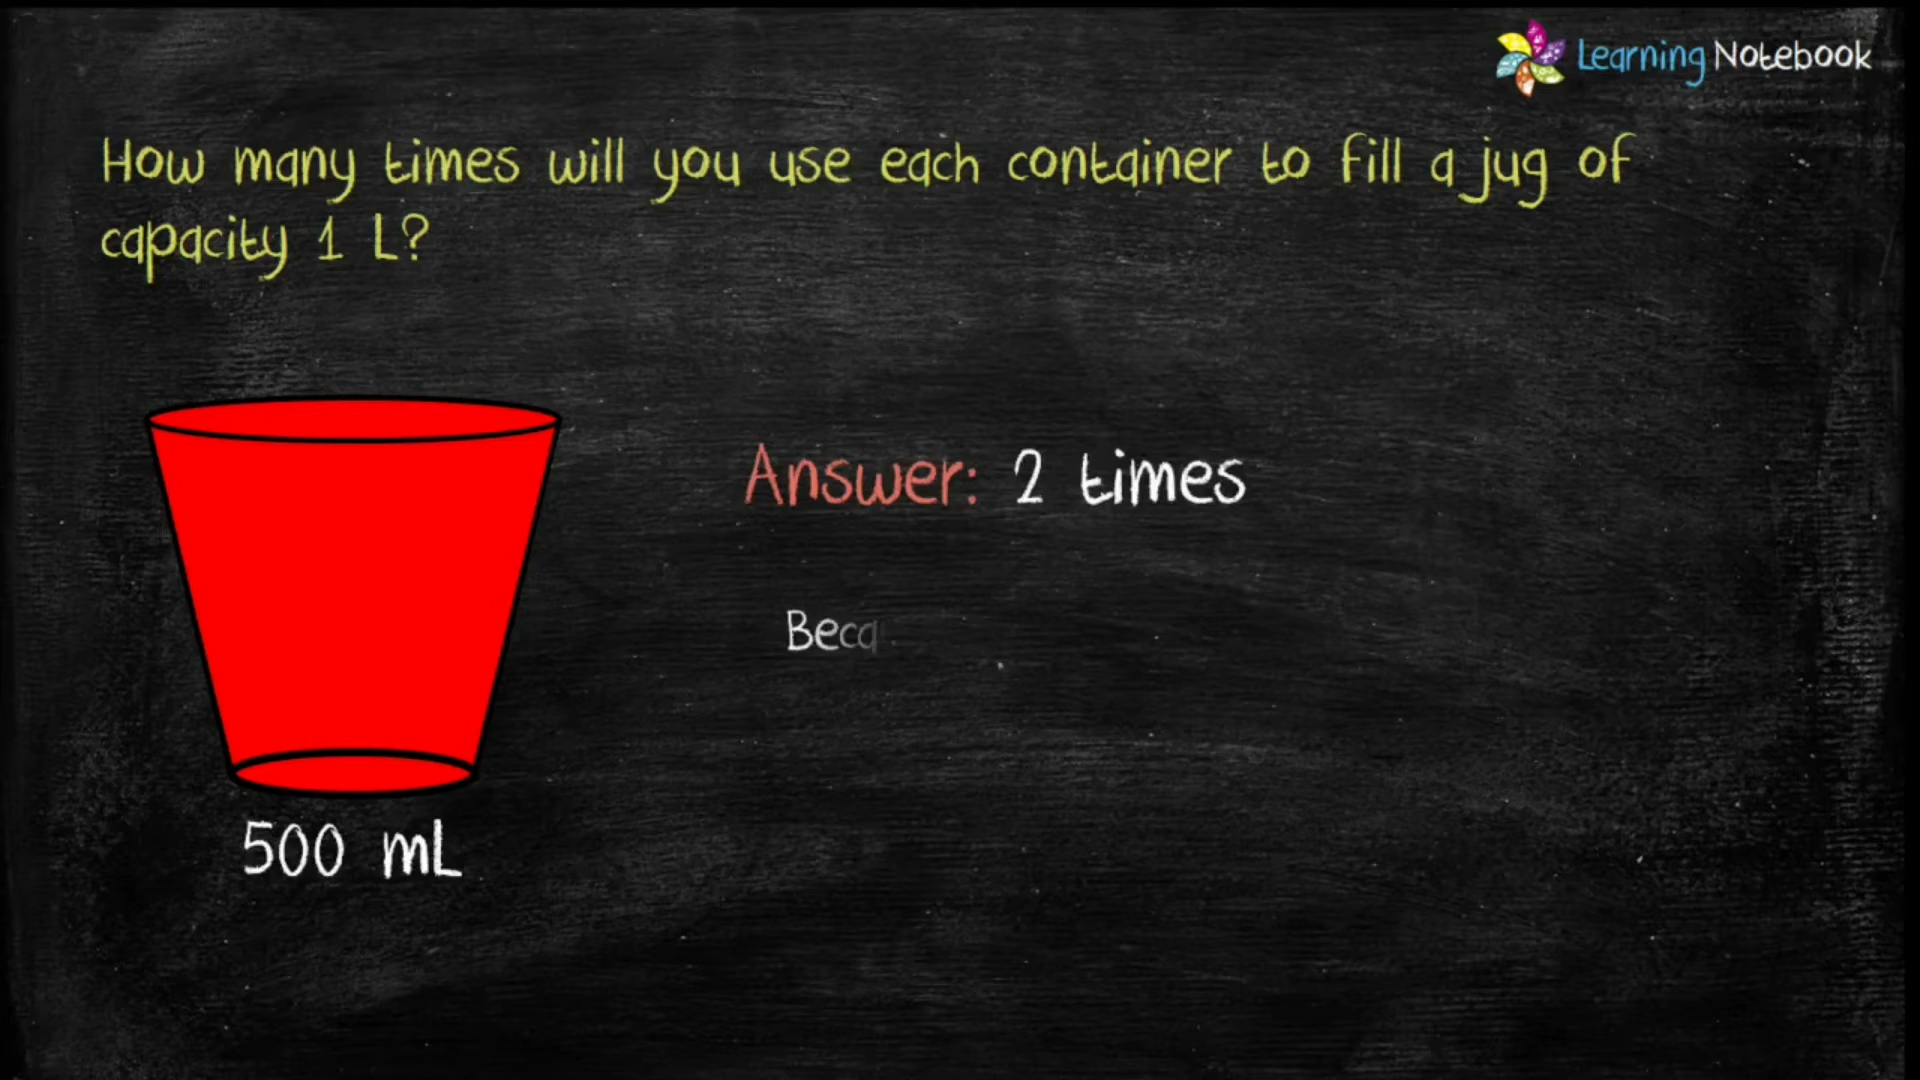 Learning Notebook
How many times will you use each container to fill a jug of
capacity 1 L?
Answer: 2 times
Beca
500 mL